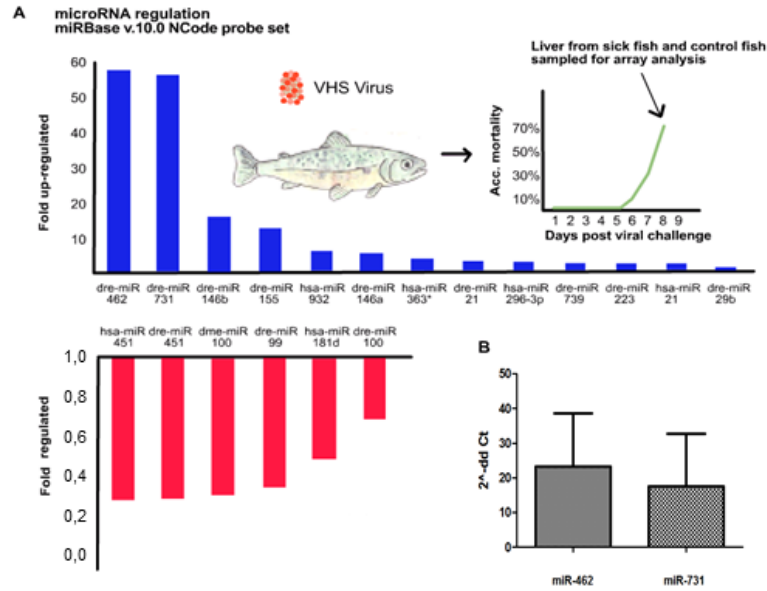 A
microRNA regulation
miRBase v.10.0 NCode probe set
Fold up-regulated
60
50
40
30
20
10
VHS Virus
Liver from sick fish and control fish
sampled for array analysis
Acc. mortality
70%
50%
30%
10%
1 2 3 4 5 6 7 8 9
Days post viral challenge
dre-miR dre-miR dre-miR dre-miR hsa-miR dre-miR hsa-miR dre-miR hsa-miR dre-miR dre-miR hsa-miR dre-miR
462 731 146b 155 932 146a 363* 21 296-3p 739 223 21 29b
hsa-miR dre-miR dme-miR dre-miR hsa-miR dre-miR
451 451 100 99 181d 100
Fold regulated
1,0
0,8
0,6
0,4
0,2
0,0
B
2^-dd Ct
50
40
30
20
10
0
miR-462 miR-731